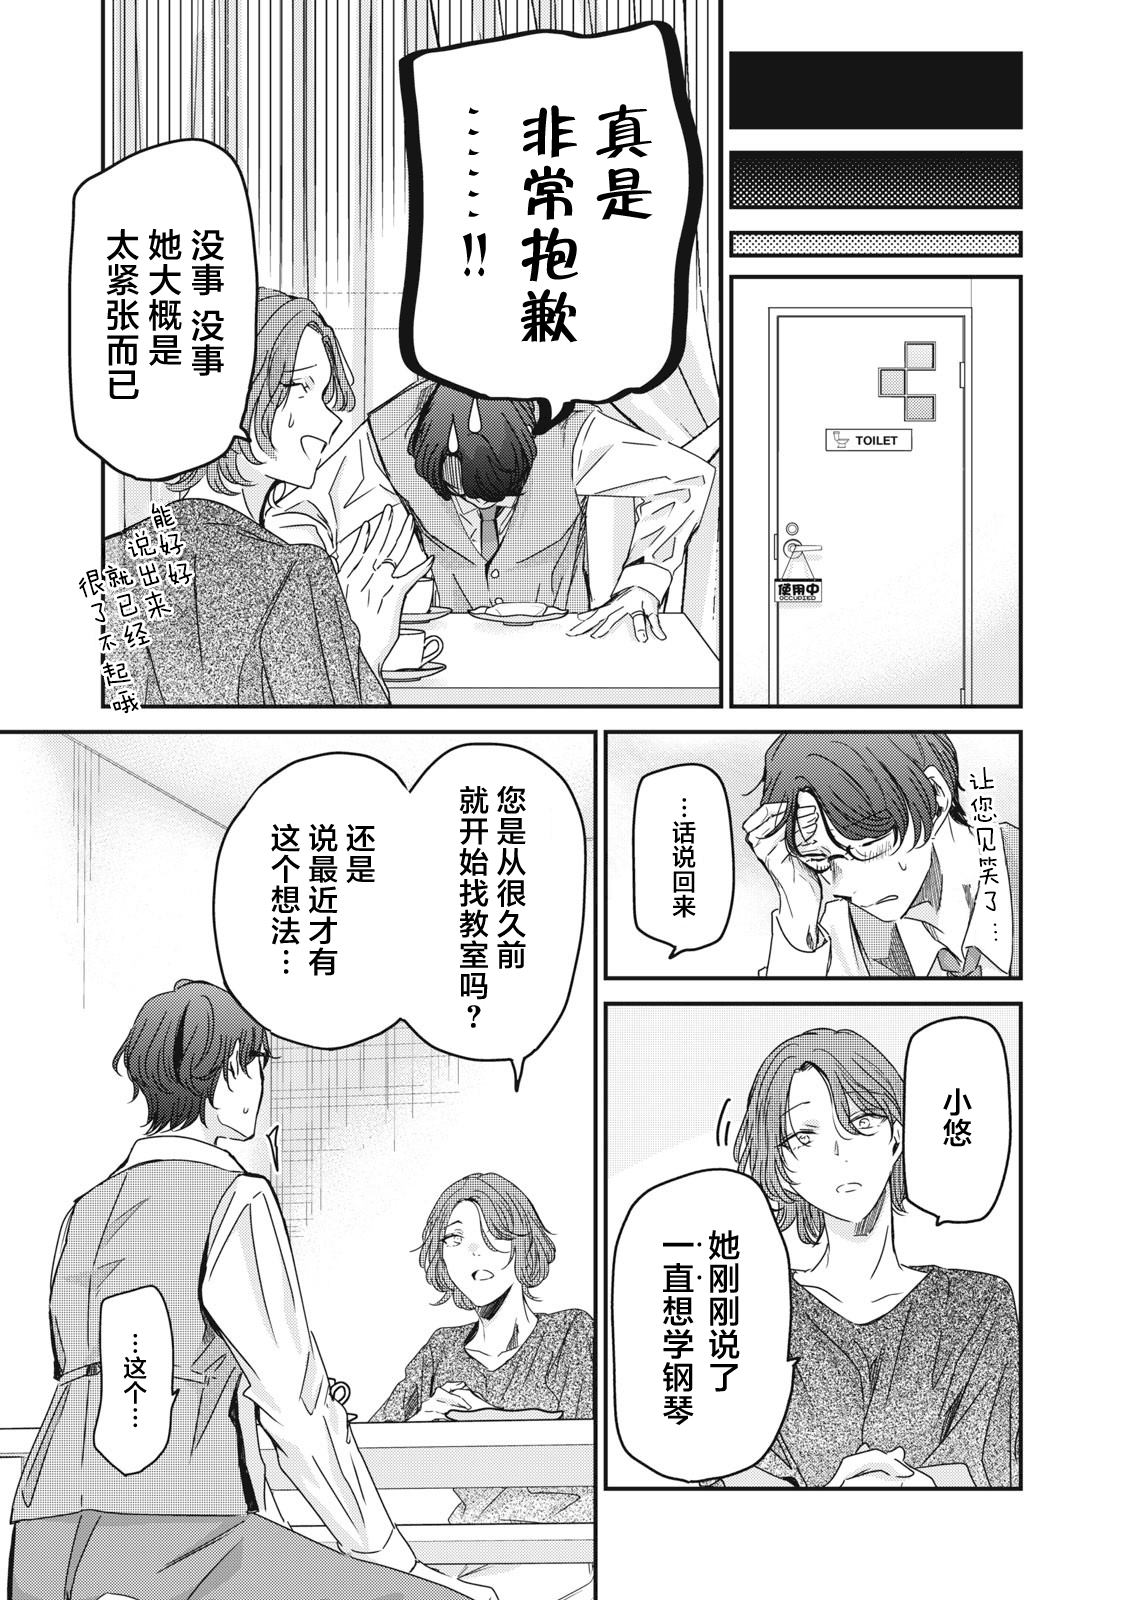 TOILET
使用中
OCCUPIED
真是
非常抱歉
……!!
没事 没事
她大概是
太紧张而已
能好好
说出来
就已经
很了不起哦
让您见笑了…
…话说回来
小悠
她刚刚说了
一直想学钢琴
您是从很久前
就开始找教室吗?
还是
说最近才有
这个想法…
…这个…